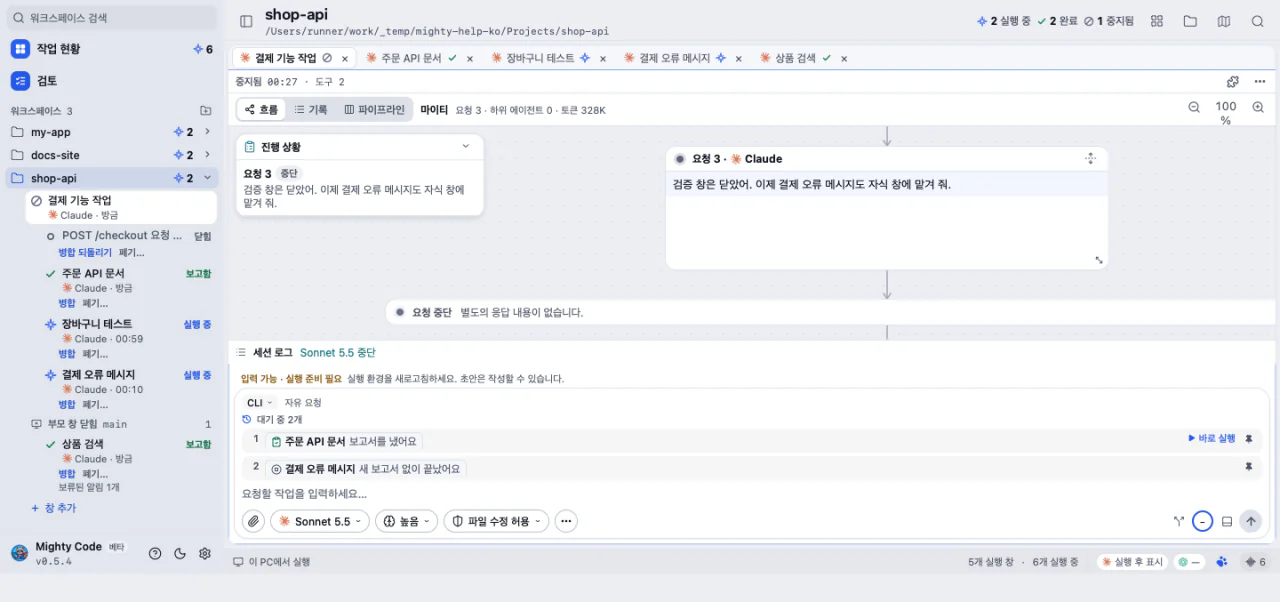 워크스페이스 검색
작업 현황 6
검토
워크스페이스 3
my-app 2
docs-site 2
shop-api 2
결제 기능 작업
Claude · 방금
POST /checkout 요청 ... 닫힘
병합 되돌리기 폐기...
주문 API 문서 보고함
Claude · 방금
병합 폐기...
장바구니 테스트 실행 중
Claude · 00:59
병합 폐기...
결제 오류 메시지 실행 중
Claude · 00:10
병합 폐기...
부모 창 닫힘 main 1
상품 검색 보고함
Claude · 방금
병합 폐기...
보류된 알림 1개
+ 창 추가
Mighty Code 베타
v0.5.4
shop-api
/Users/runner/work/_temp/mighty-help-ko/Projects/shop-api
2 실행 중 2 완료 1 중지됨
결제 기능 작업 × 주문 API 문서 × 장바구니 테스트 × 결제 오류 메시지 × 상품 검색 ×
중지됨 00:27 · 도구 2
흐름 기록 파이프라인 마이티 요청 3 · 하위 에이전트 0 · 토큰 328K
100
%
진행 상황
요청 3 중단
검증 창은 닫았어. 이제 결제 오류 메시지도 자식 창에
맡겨 줘.
요청 3 · Claude
검증 창은 닫았어. 이제 결제 오류 메시지도 자식 창에 맡겨 줘.
요청 중단 별도의 응답 내용이 없습니다.
세션 로그 Sonnet 5.5 중단
입력 가능 · 실행 준비 필요 실행 환경을 새로고침하세요. 초안은 작성할 수 있습니다.
CLI 자유 요청
대기 중 2개
1 주문 API 문서 보고서를 냈어요 바로 실행
2 결제 오류 메시지 새 보고서 없이 끝났어요
요청할 작업을 입력하세요...
Sonnet 5.5 높음 파일 수정 허용
이 PC에서 실행 5개 실행 창 · 6개 실행 중 실행 후 표시 — 6